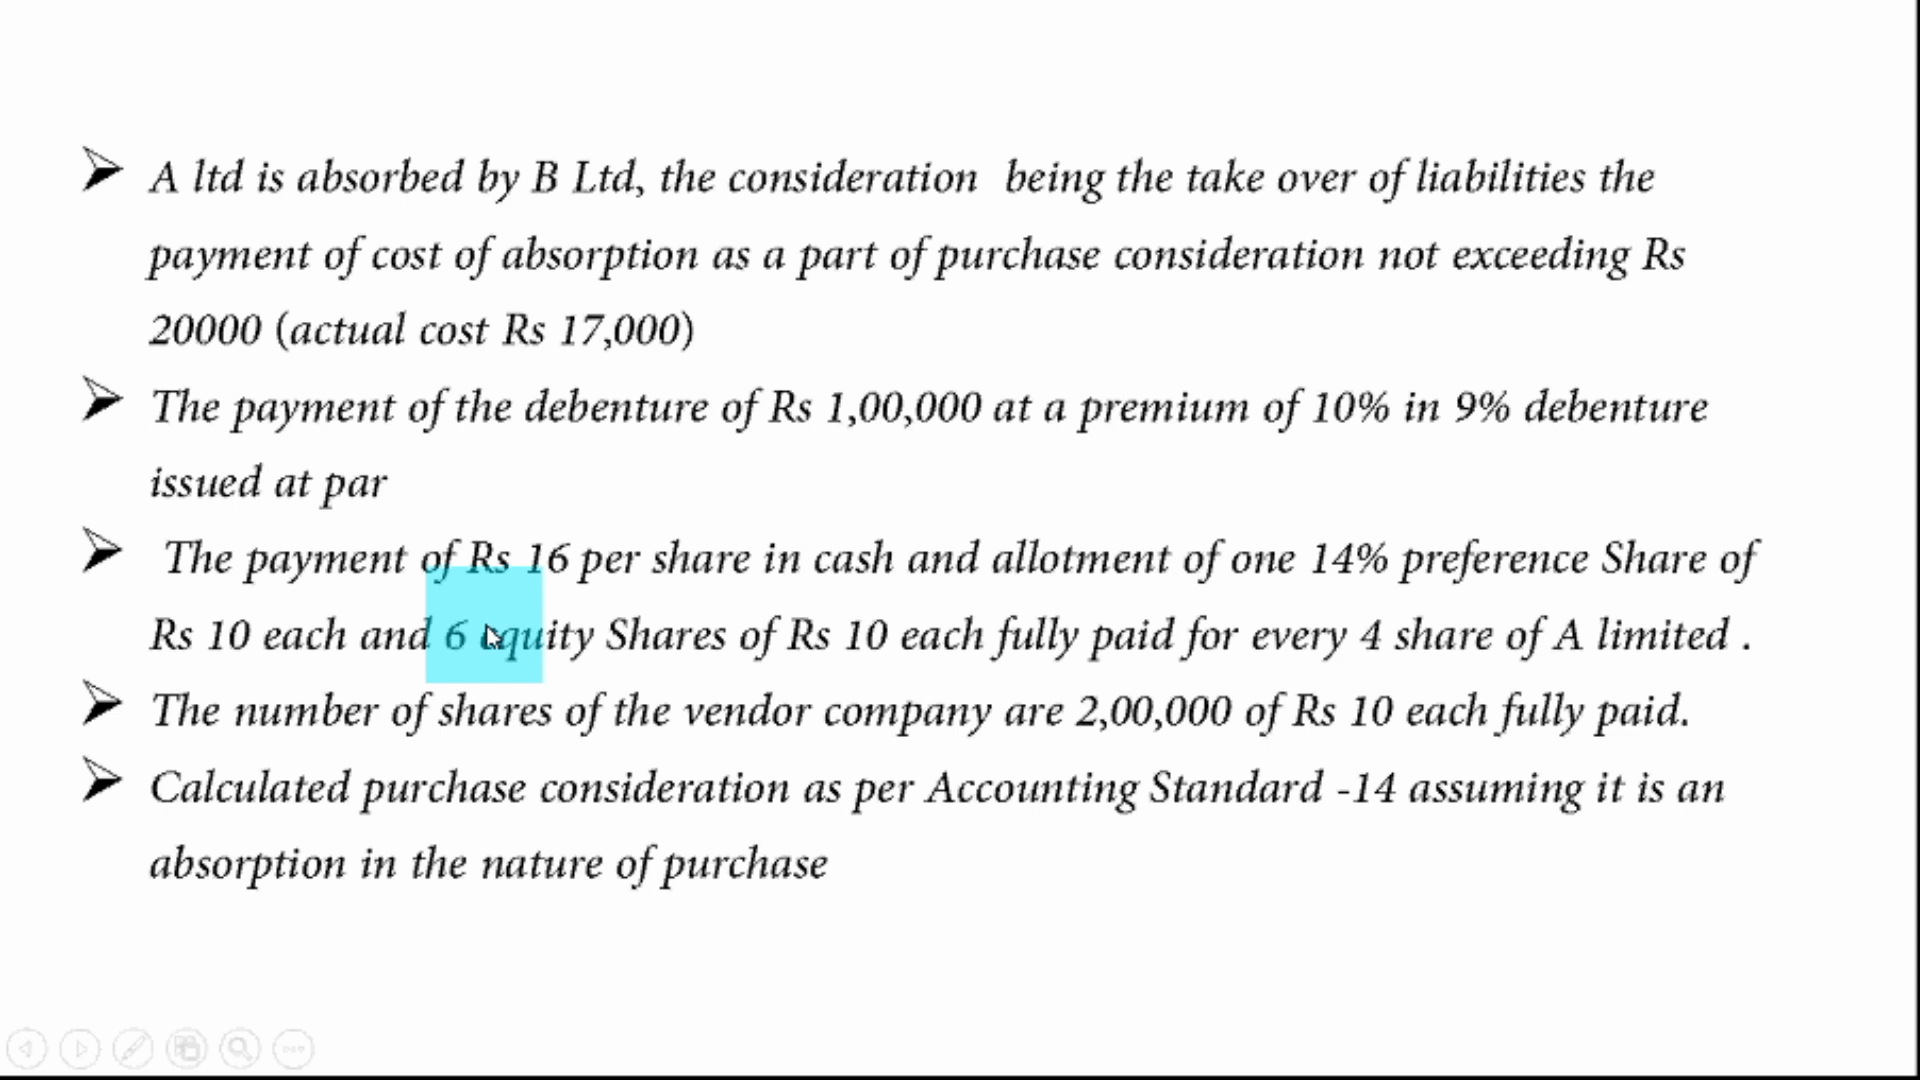 A ltd is absorbed by B Ltd, the consideration being the take over of liabilities the
payment of cost of absorption as a part of purchase consideration not exceeding Rs
20000 (actual cost Rs 17,000)
The payment of the debenture of Rs 1,00,000 at a premium of 10% in 9% debenture
issued at par
The payment of Rs 16 per share in cash and allotment of one 14% preference Share of
Rs 10 each and 6 equity Shares of Rs 10 each fully paid for every 4 share of A limited .
The number of shares of the vendor company are 2,00,000 of Rs 10 each fully paid.
Calculated purchase consideration as per Accounting Standard -14 assuming it is an
absorption in the nature of purchase